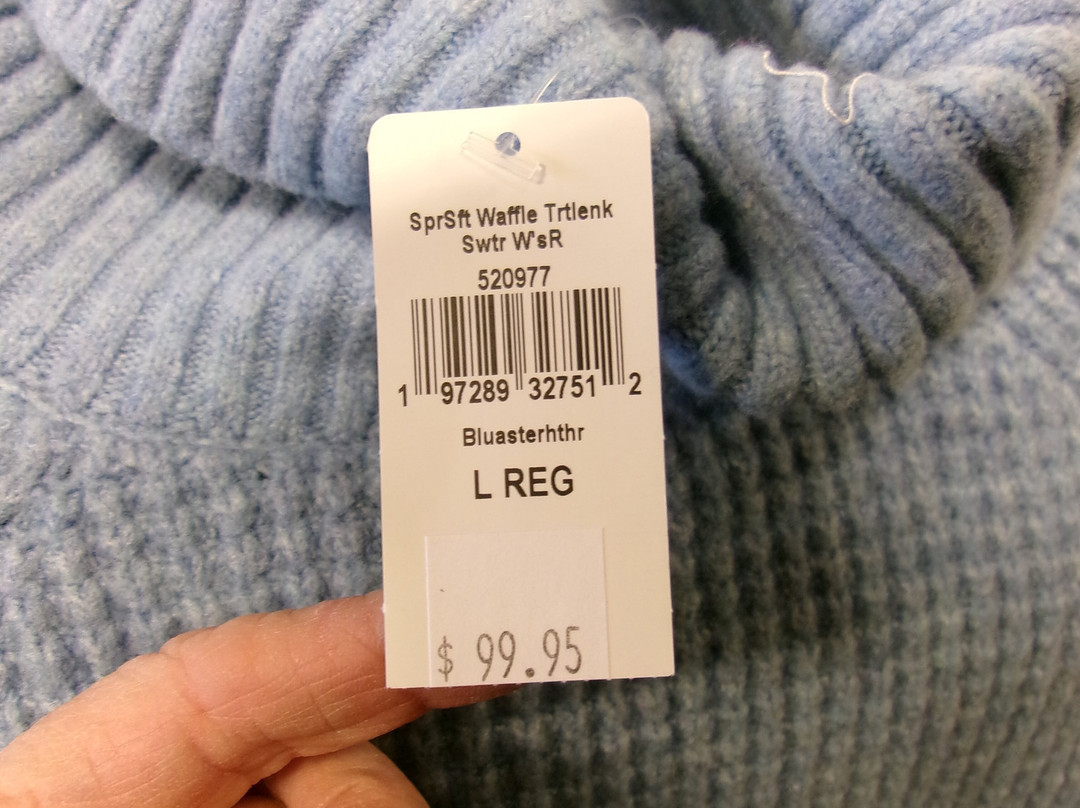 SprSft Waffle Trtlenk
Swtr W'sR
520977
1 97289 32751 2
Bluasterhthr
L REG
$ 99.95